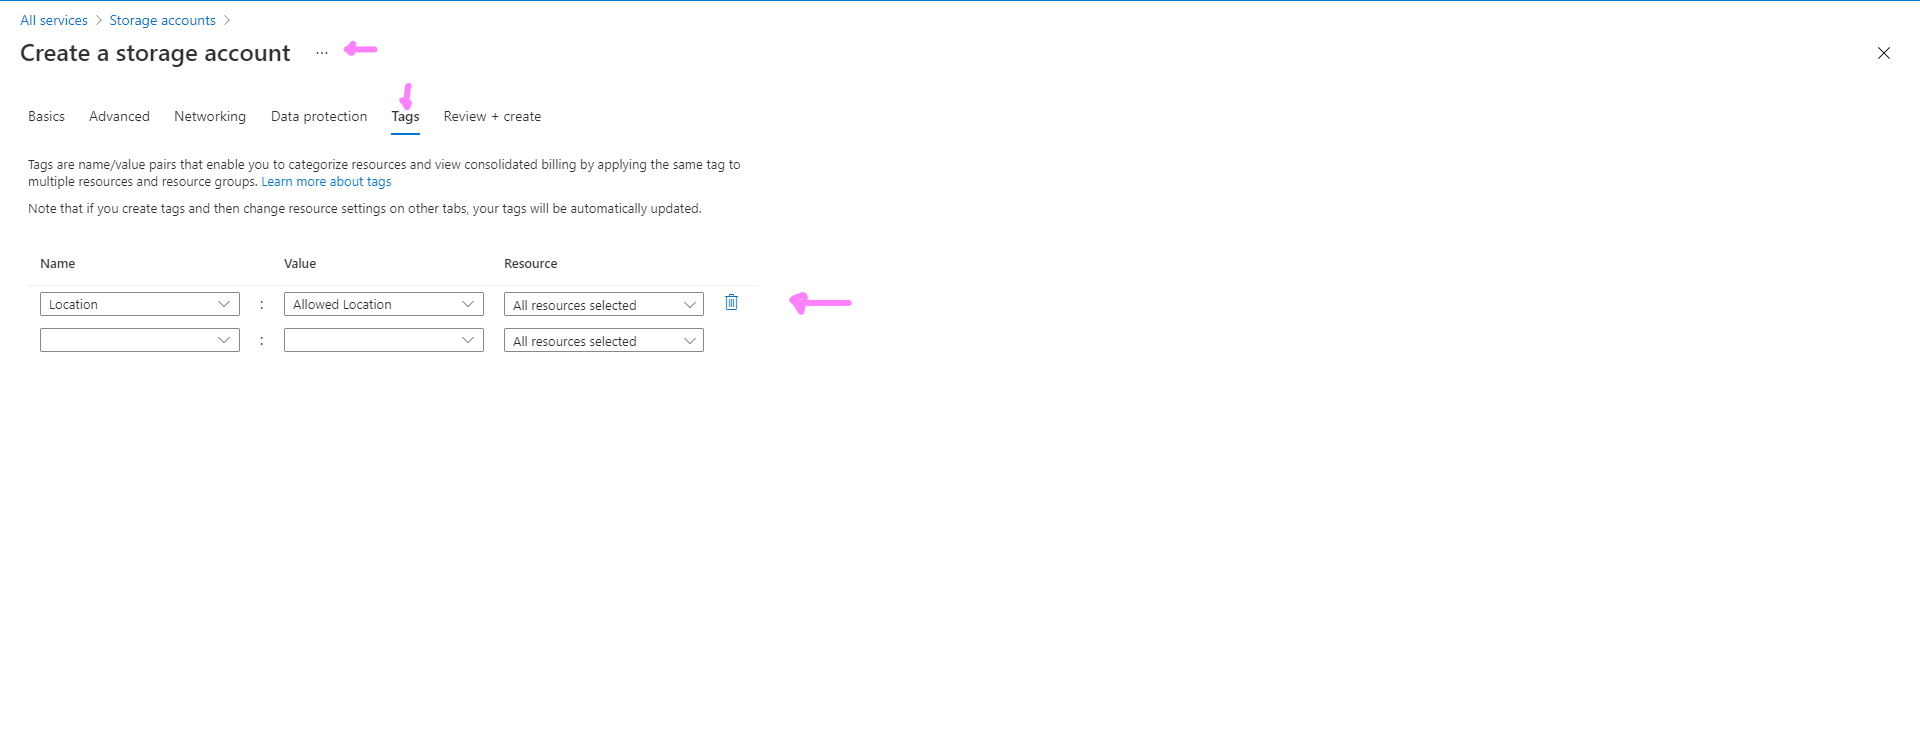 All services > Storage accounts >
Create a storage account ...
Basics Advanced Networking Data protection Tags Review + create
Tags are name/value pairs that enable you to categorize resources and view consolidated billing by applying the same tag to
multiple resources and resource groups. Learn more about tags
Note that if you create tags and then change resource settings on other tabs, your tags will be automatically updated.
Name Value Resource
Location : Allowed Location All resources selected
: All resources selected